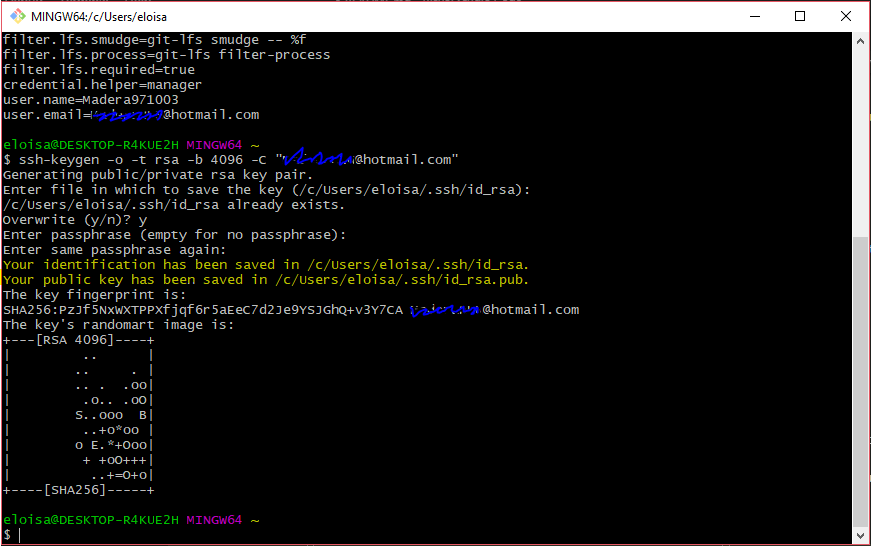 MINGW64:/c/Users/eloisa
filter.lfs.smudge=git-lfs smudge -- %f
filter.lfs.process=git-lfs filter-process
filter.lfs.required=true
credential.helper=manager
user.name=Madera971003
user.email= @hotmail.com
eloisa@DESKTOP-R4KUE2H MINGW64 ~
$ ssh-keygen -o -t rsa -b 4096 -C " @hotmail.com"
Generating public/private rsa key pair.
Enter file in which to save the key (/c/Users/eloisa/.ssh/id_rsa):
/c/Users/eloisa/.ssh/id_rsa already exists.
Overwrite (y/n)? y
Enter passphrase (empty for no passphrase):
Enter same passphrase again:
Your identification has been saved in /c/Users/eloisa/.ssh/id_rsa.
Your public key has been saved in /c/Users/eloisa/.ssh/id_rsa.pub.
The key fingerprint is:
SHA256:PzJf5NxWXTPPXfjqf6r5aEeC7d2Je9YSJGhQ+v3Y7CA @hotmail.com
The key's randomart image is:
+---[RSA 4096]----+
|         ..      |
|        ..     . |
|        .. .  .oo|
|         .o.. .oO|
|        S..ooo  B|
|         ..+o*oo |
|        o E.*+Ooo|
|         + +oO+++|
|          ..+=O+o|
+----[SHA256]-----+
eloisa@DESKTOP-R4KUE2H MINGW64 ~
$